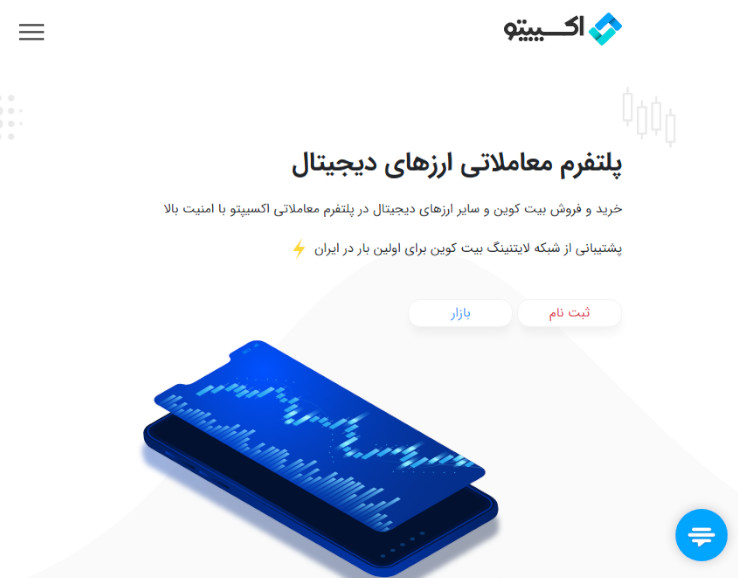 اکسیپتو
پلتفرم معاملاتی ارزهای دیجیتال
خرید و فروش بیت کوین و سایر ارزهای دیجیتال در پلتفرم معاملاتی اکسیپتو با امنیت بالا
پشتیبانی از شبکه لایتنینگ بیت کوین برای اولین بار در ایران ⚡
ثبت نام
بازار